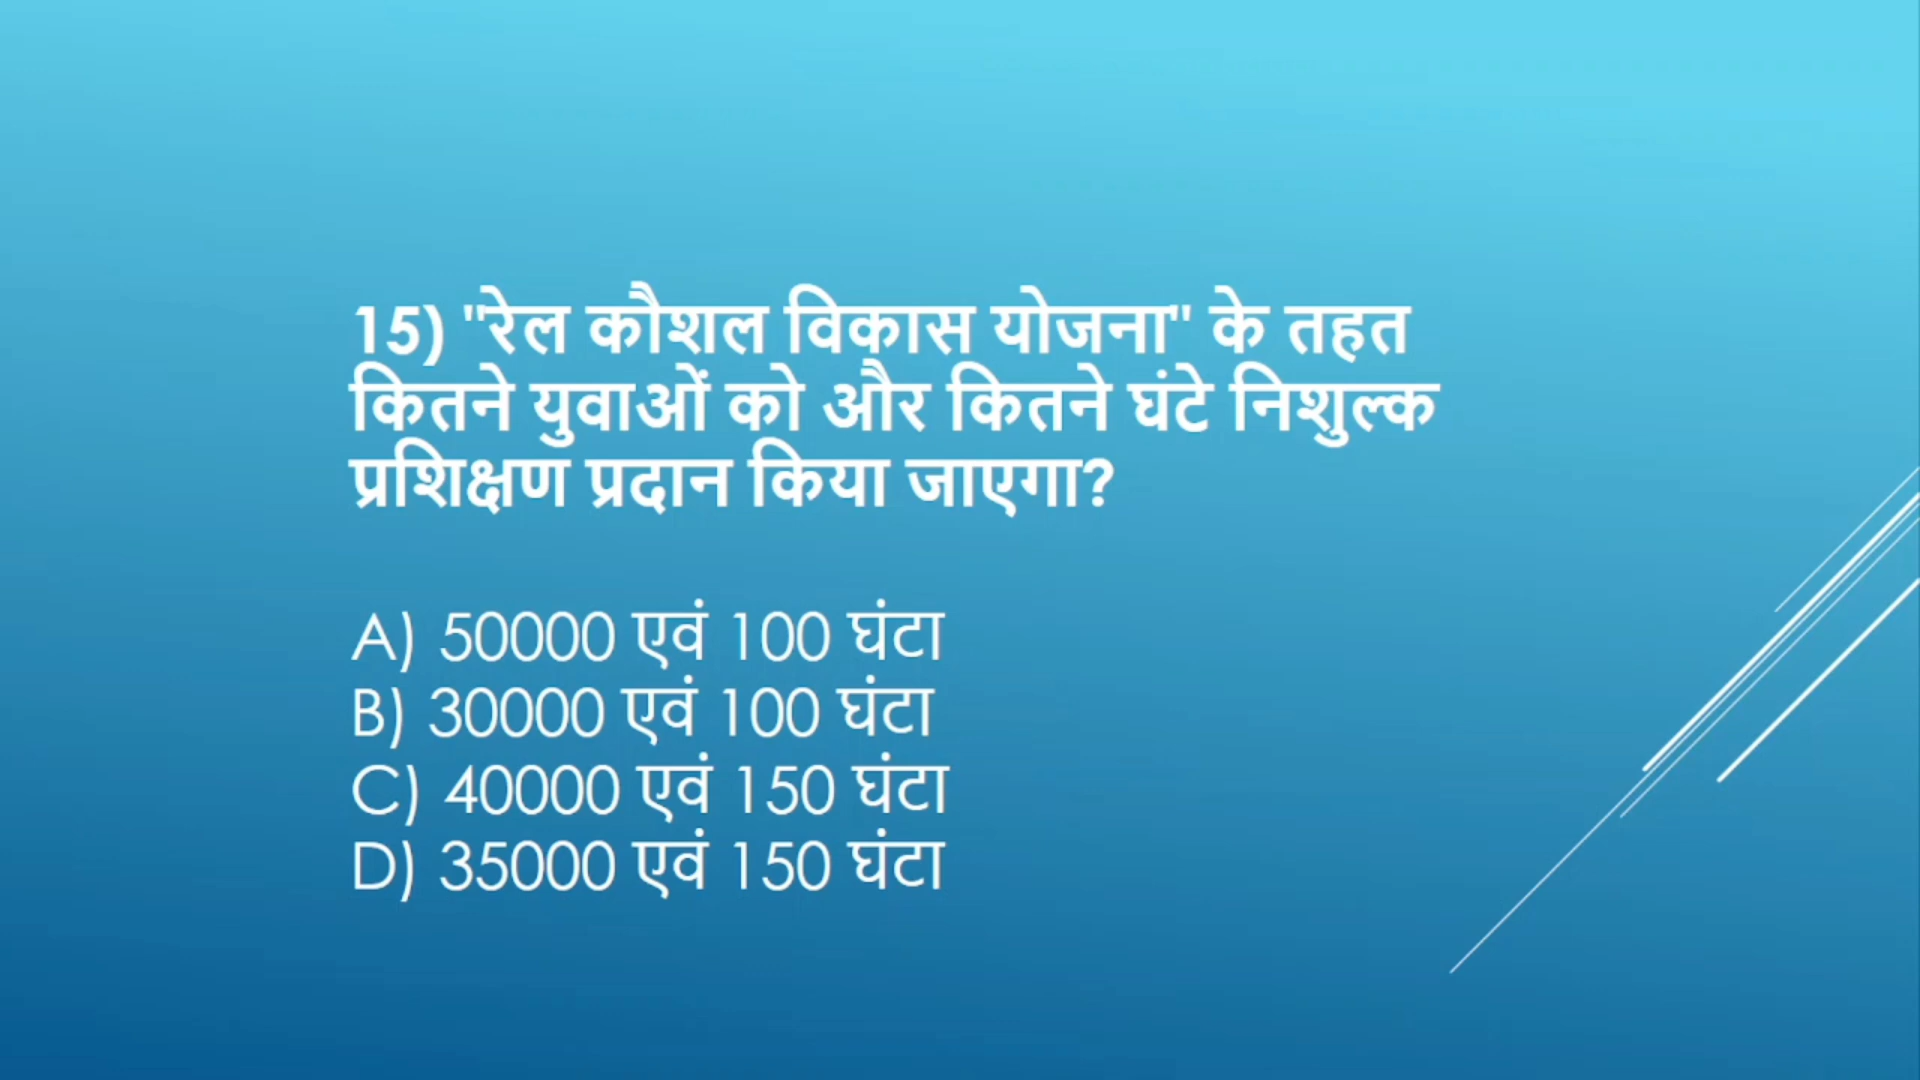 15) "रेल कौशल विकास योजना" के तहत
कितने युवाओं को और कितने घंटे निशुल्क
प्रशिक्षण प्रदान किया जाएगा?
A) 50000 एवं 100 घंटा
B) 30000 एवं 100 घंटा
C) 40000 एवं 150 घंटा
D) 35000 एवं 150 घंटा